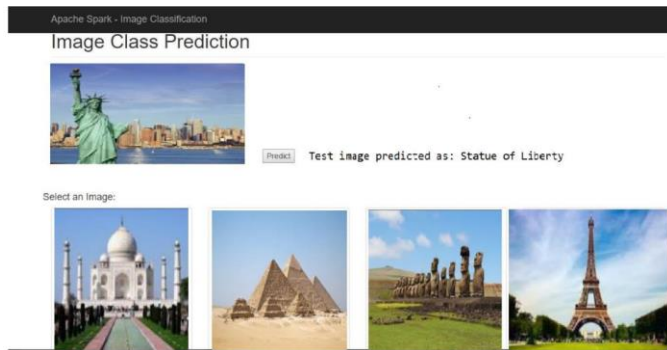 Apache Spark - Image Classification
Image Class Prediction
Predict
Test image predicted as: Statue of Liberty
Select an Image: